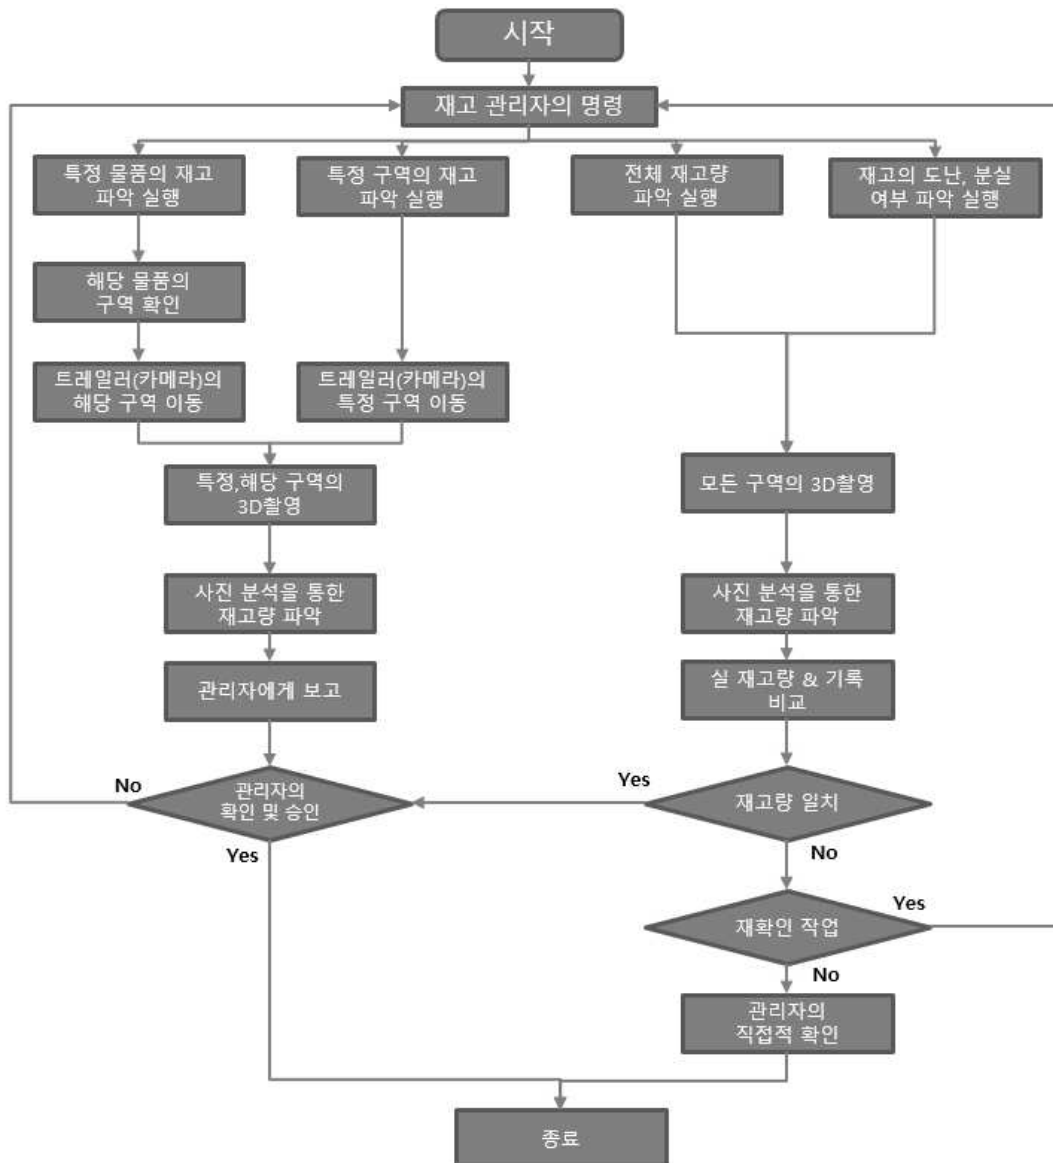 시작
재고 관리자의 명령
특정 물품의 재고
파악 실행
특정 구역의 재고
파악 실행
전체 재고량
파악 실행
재고의 도난, 분실
여부 파악 실행
해당 물품의
구역 확인
트레일러(카메라)의
해당 구역 이동
트레일러(카메라)의
특정 구역 이동
특정,해당 구역의
3D촬영
모든 구역의 3D촬영
사진 분석을 통한
재고량 파악
사진 분석을 통한
재고량 파악
관리자에게 보고
실 재고량 & 기록
비교
No
관리자의
확인 및 승인
Yes
Yes
재고량 일치
No
재확인 작업
Yes
No
관리자의
직접적 확인
종료